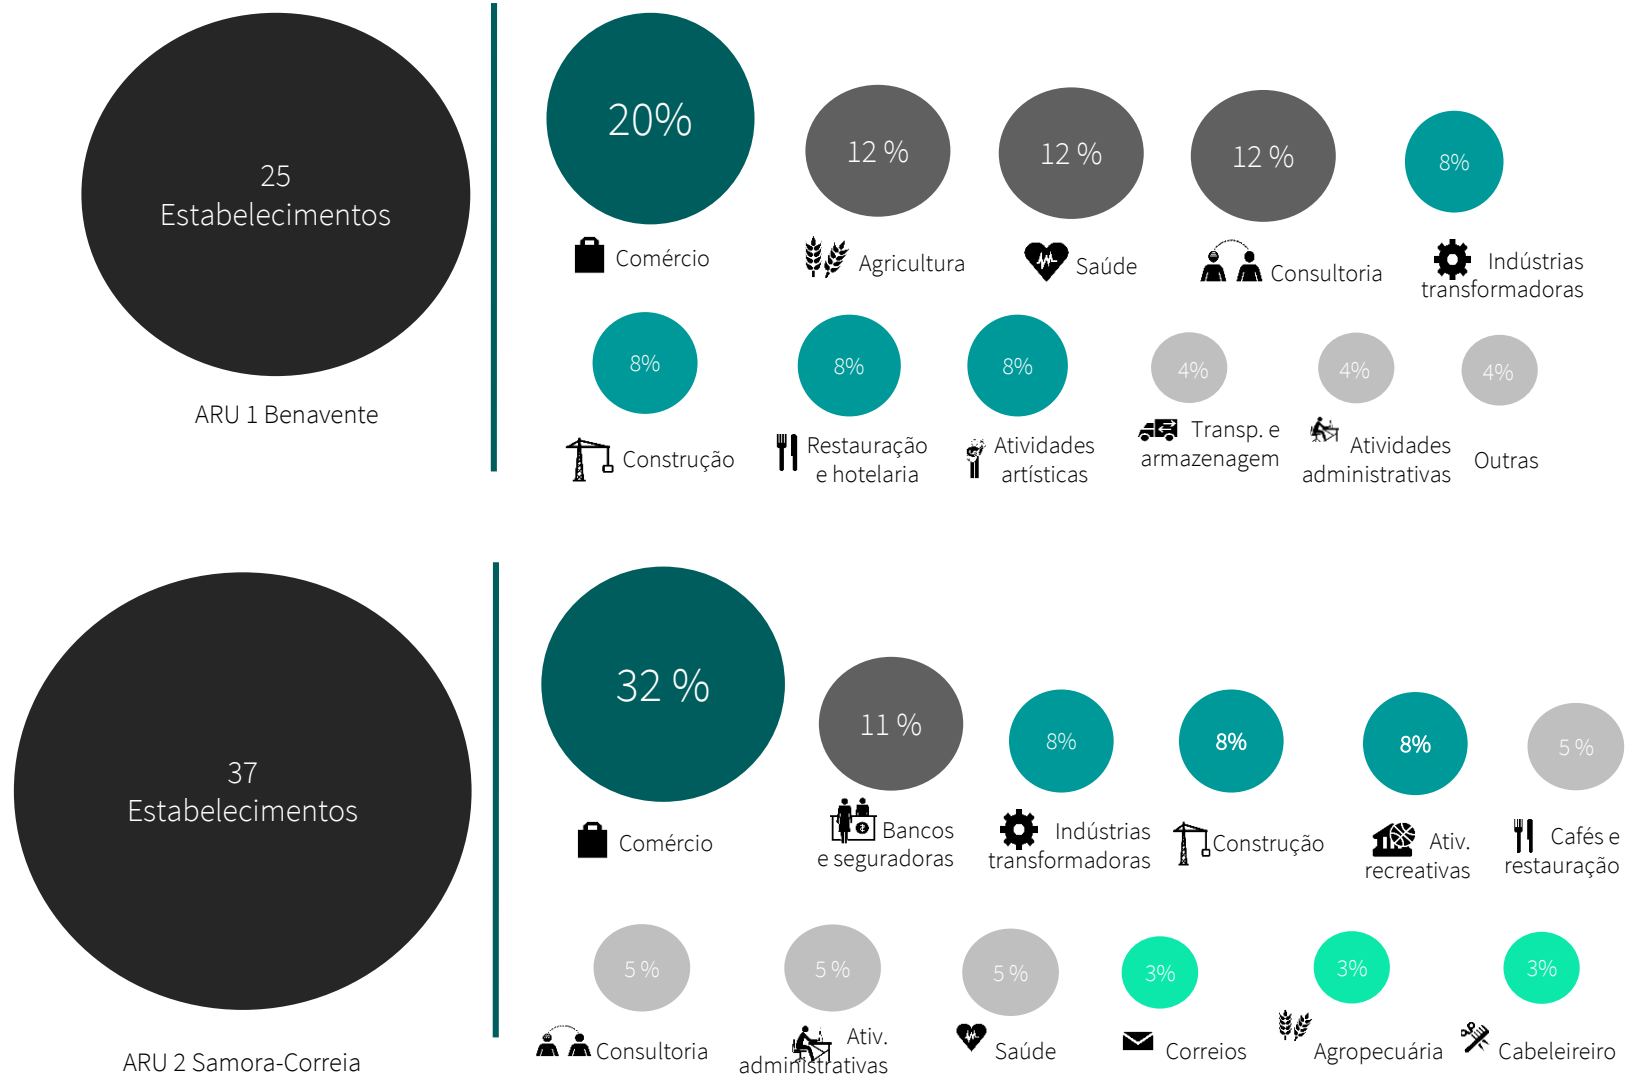 25
Estabelecimentos
ARU 1 Benavente
20%
12 %
12 %
12 %
8%
Comércio
Agricultura
Saúde
Consultoria
Indústrias
transformadoras
8%
8%
8%
4%
4%
4%
Construção
Restauração
e hotelaria
Atividades
artísticas
Transp. e
armazenagem
Atividades
administrativas
Outras
37
Estabelecimentos
ARU 2 Samora-Correia
32 %
11 %
8%
8%
8%
5 %
Comércio
Bancos
e seguradoras
Indústrias
transformadoras
Construção
Ativ.
recreativas
Cafés e
restauração
5 %
5 %
5 %
3%
3%
3%
Consultoria
Ativ.
administrativas
Saúde
Correios
Agropecuária
Cabeleireiro